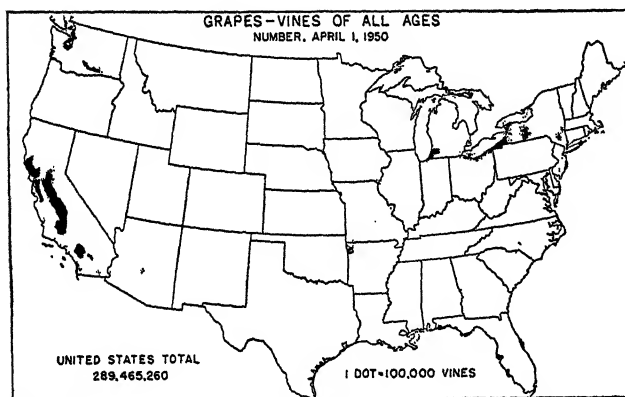 GRAPES-VINES OF ALL AGES
NUMBER, APRIL 1, 1950
UNITED STATES TOTAL
289,465,260
1 DOT=100,000 VINES